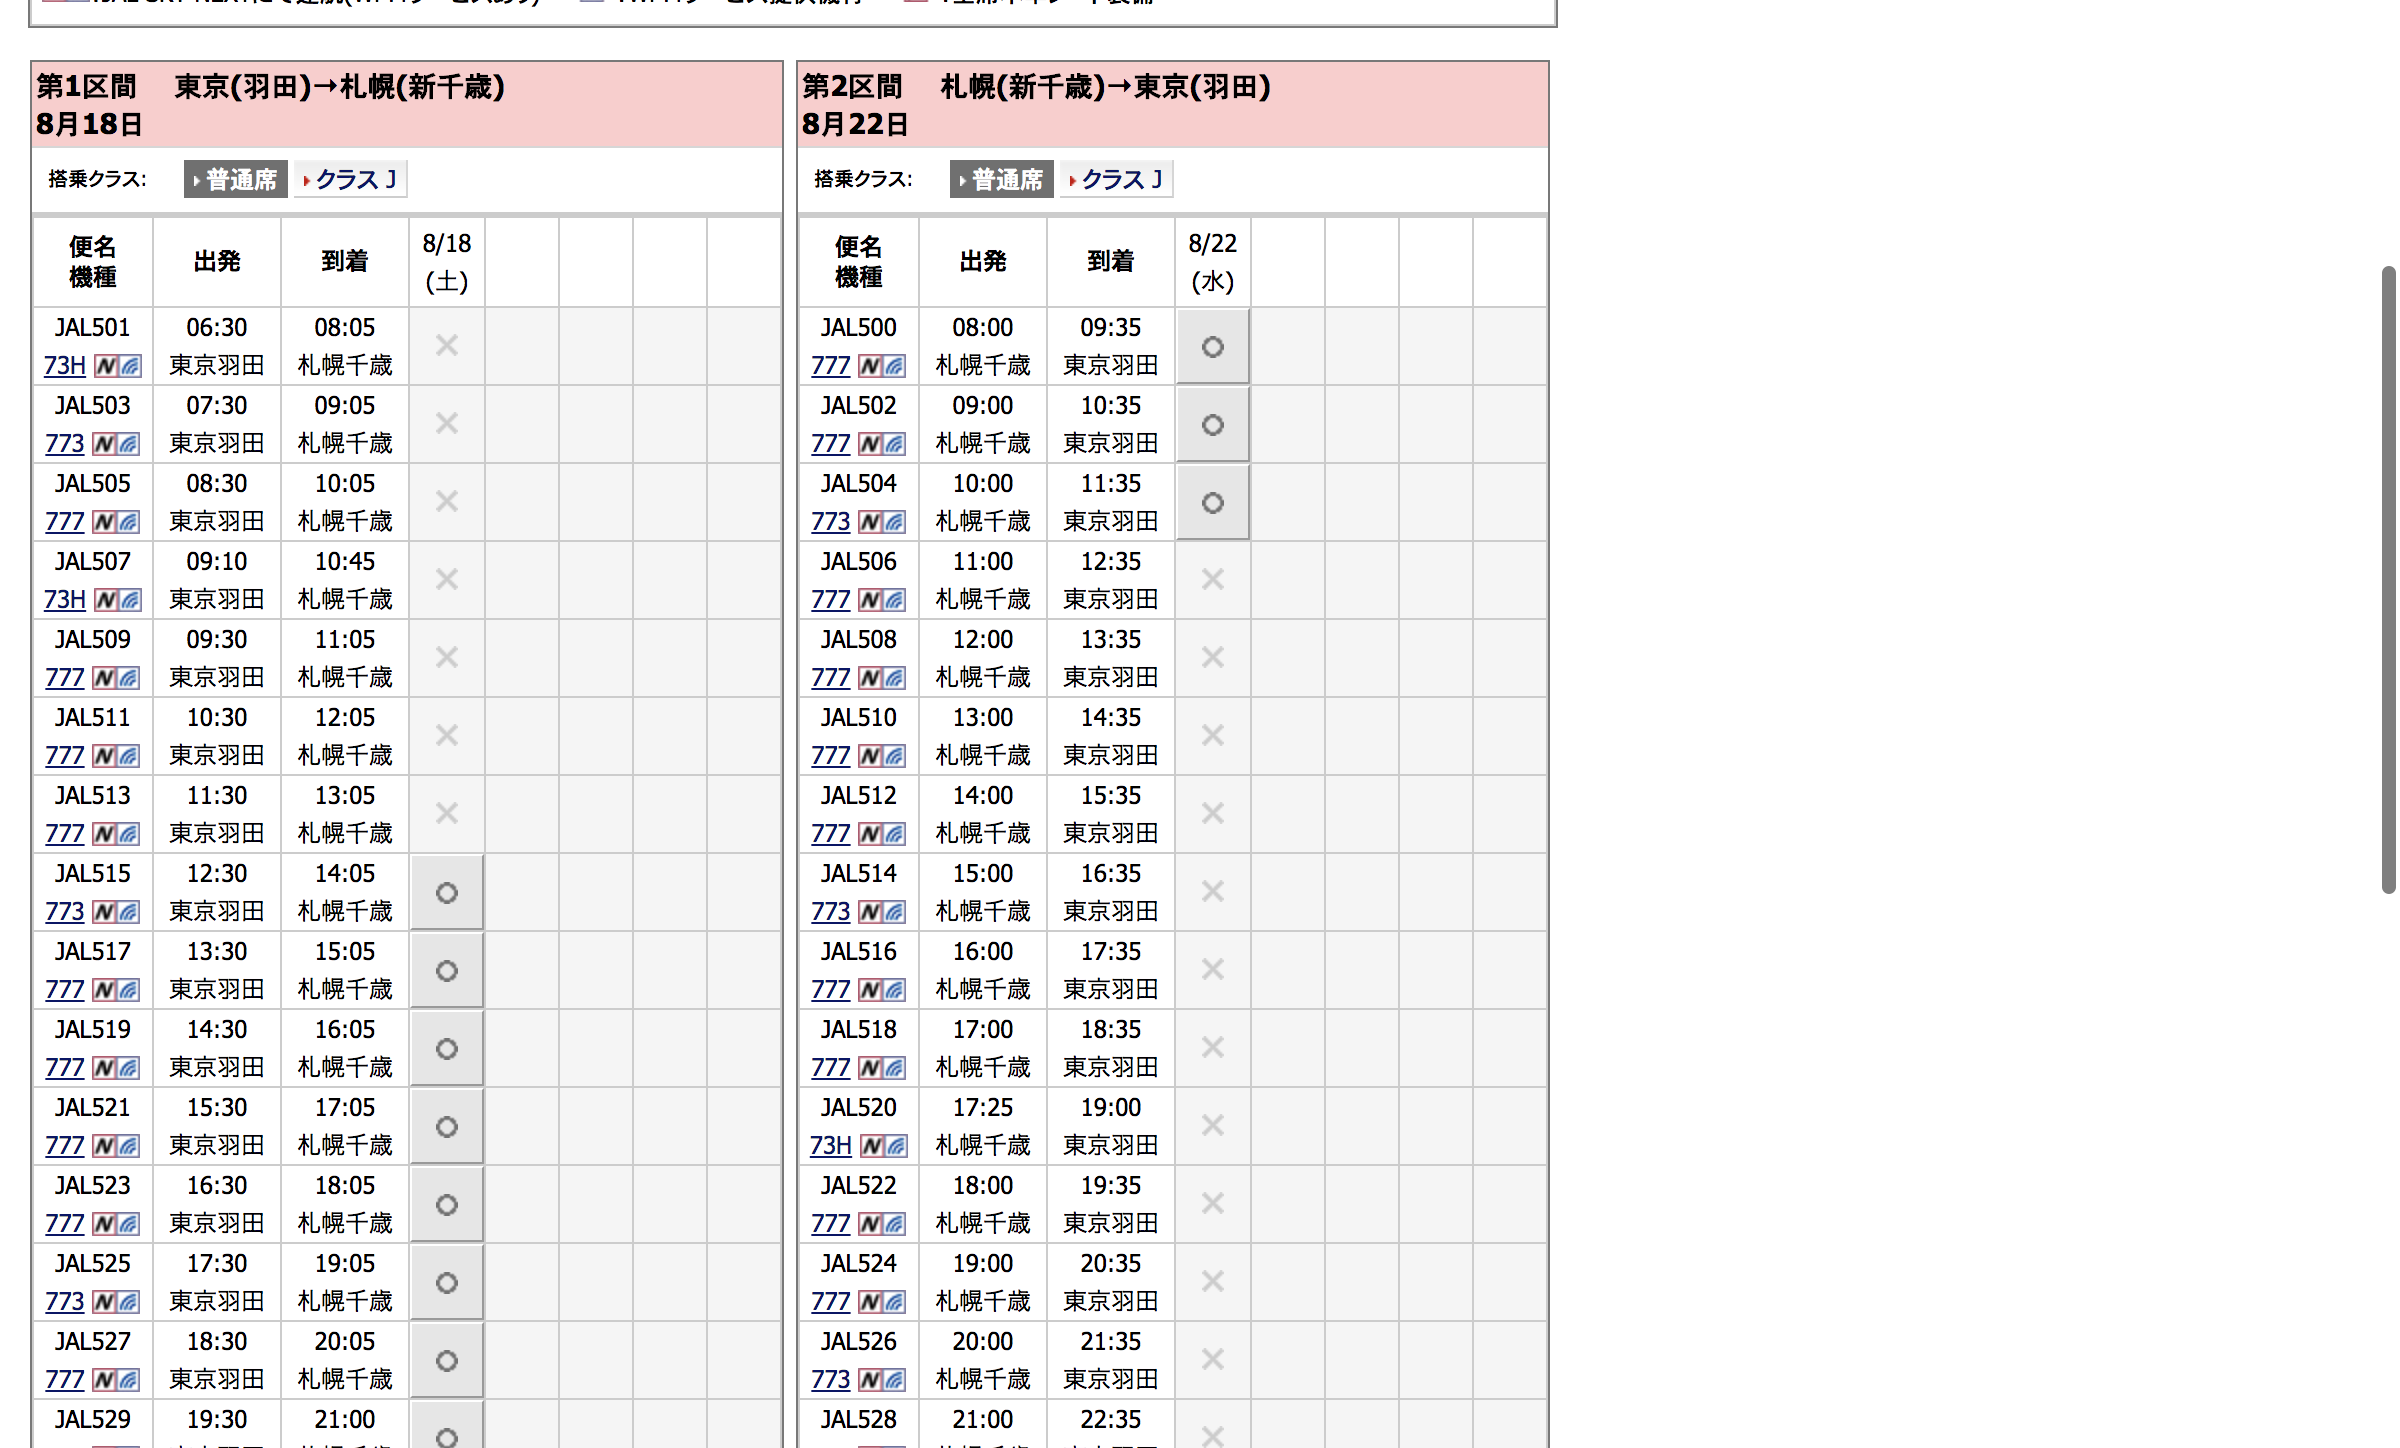 第1区間 東京(羽田)→札幌(新千歳)
8月18日
搭乗クラス: 普通席 クラス J
便名 機種 出発 到着 8/18 (土)
JAL501 06:30 08:05 ×
73H N 東京羽田 札幌千歳
JAL503 07:30 09:05 ×
773 N 東京羽田 札幌千歳
JAL505 08:30 10:05 ×
777 N 東京羽田 札幌千歳
JAL507 09:10 10:45 ×
73H N 東京羽田 札幌千歳
JAL509 09:30 11:05 ×
777 N 東京羽田 札幌千歳
JAL511 10:30 12:05 ×
777 N 東京羽田 札幌千歳
JAL513 11:30 13:05 ×
777 N 東京羽田 札幌千歳
JAL515 12:30 14:05 ○
773 N 東京羽田 札幌千歳
JAL517 13:30 15:05 ○
777 N 東京羽田 札幌千歳
JAL519 14:30 16:05 ○
777 N 東京羽田 札幌千歳
JAL521 15:30 17:05 ○
777 N 東京羽田 札幌千歳
JAL523 16:30 18:05 ○
777 N 東京羽田 札幌千歳
JAL525 17:30 19:05 ○
773 N 東京羽田 札幌千歳
JAL527 18:30 20:05 ○
777 N 東京羽田 札幌千歳
JAL529 19:30 21:00 ○
第2区間 札幌(新千歳)→東京(羽田)
8月22日
搭乗クラス: 普通席 クラス J
便名 機種 出発 到着 8/22 (水)
JAL500 08:00 09:35 ○
777 N 札幌千歳 東京羽田
JAL502 09:00 10:35 ○
777 N 札幌千歳 東京羽田
JAL504 10:00 11:35 ○
773 N 札幌千歳 東京羽田
JAL506 11:00 12:35 ×
777 N 札幌千歳 東京羽田
JAL508 12:00 13:35 ×
777 N 札幌千歳 東京羽田
JAL510 13:00 14:35 ×
777 N 札幌千歳 東京羽田
JAL512 14:00 15:35 ×
777 N 札幌千歳 東京羽田
JAL514 15:00 16:35 ×
773 N 札幌千歳 東京羽田
JAL516 16:00 17:35 ×
777 N 札幌千歳 東京羽田
JAL518 17:00 18:35 ×
777 N 札幌千歳 東京羽田
JAL520 17:25 19:00 ×
73H N 札幌千歳 東京羽田
JAL522 18:00 19:35 ×
777 N 札幌千歳 東京羽田
JAL524 19:00 20:35 ×
777 N 札幌千歳 東京羽田
JAL526 20:00 21:35 ×
773 N 札幌千歳 東京羽田
JAL528 21:00 22:35 ×